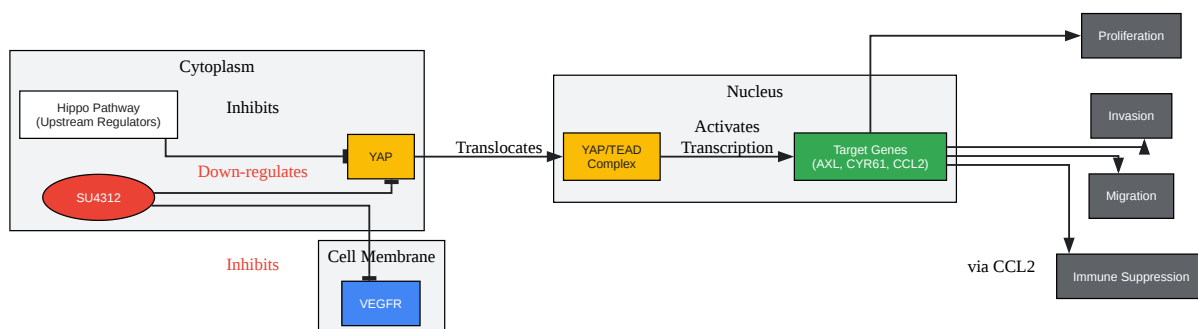 Cytoplasm
Hippo Pathway
(Upstream Regulators)
Inhibits
YAP
Down-regulates
SU4312
Inhibits
Cell Membrane
VEGFR
Translocates
Nucleus
YAP/TEAD
Complex
Activates
Transcription
Target Genes
(AXL, CYR61, CCL2)
Proliferation
Invasion
Migration
via CCL2
Immune Suppression